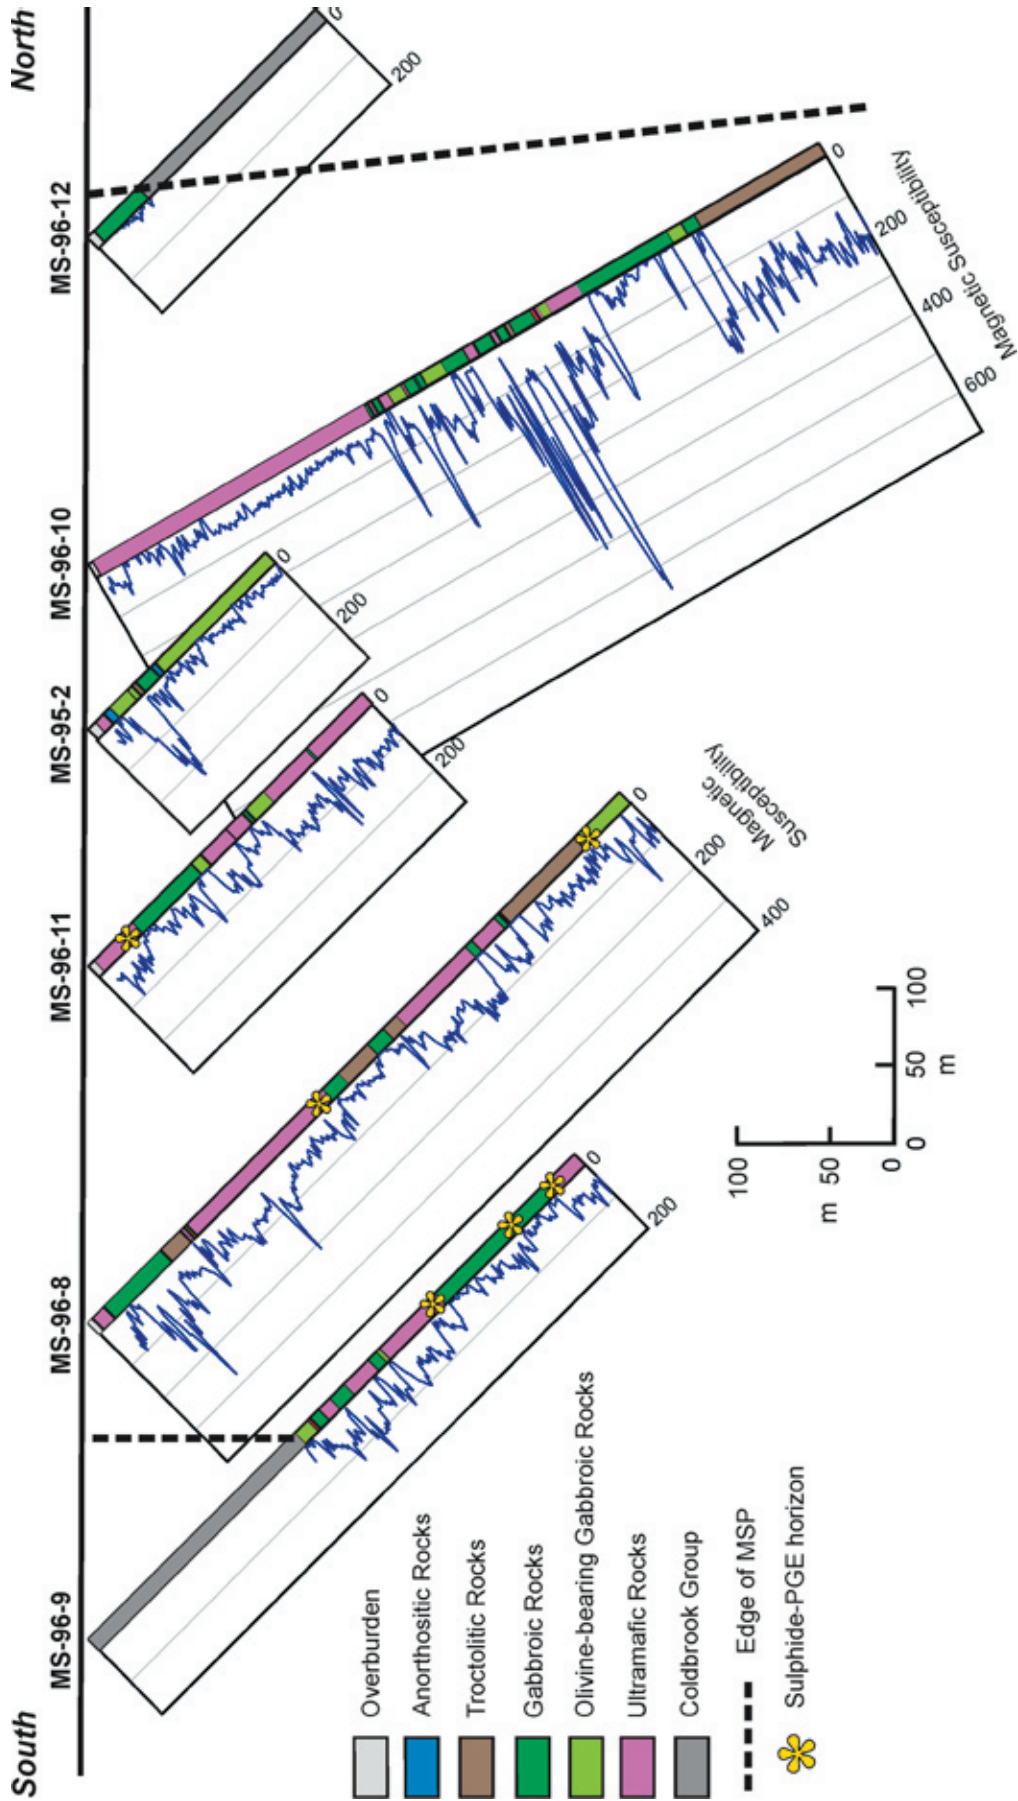 South
North
MS-96-9
MS-96-8
MS-96-11
MS-95-2
MS-96-10
MS-96-12
0
200
0
200
400
Magnetic
Susceptibility
0
200
0
200
0
200
400
600
Magnetic Susceptibility
0
200
Overburden
Anorthositic Rocks
Troctolitic Rocks
Gabbroic Rocks
Olivine-bearing Gabbroic Rocks
Ultramafic Rocks
Coldbrook Group
Edge of MSP
Sulphide-PGE horizon
100
m 50
0
0 50 100
m